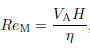 Re_M = \frac{V_A H}{\eta},